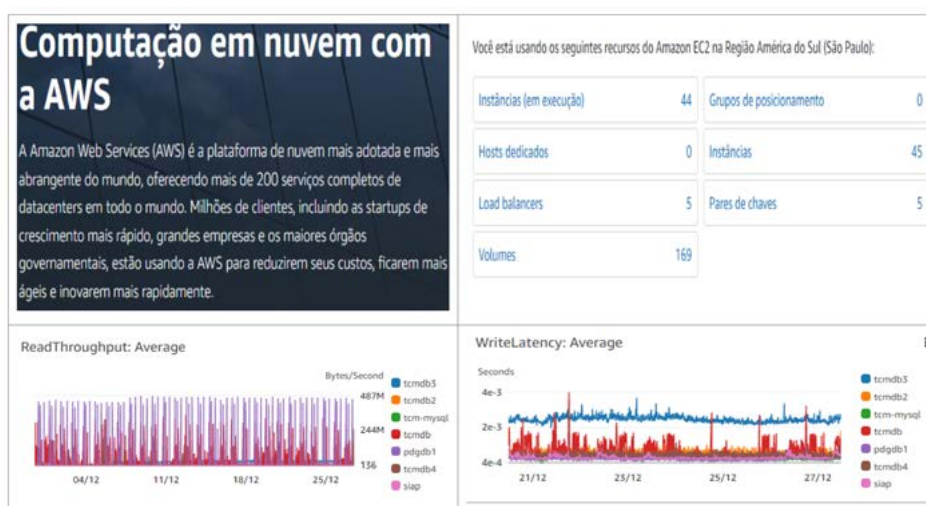 Computação em nuvem com
a AWS
A Amazon Web Services (AWS) é a plataforma de nuvem mais adotada e mais
abrangente do mundo, oferecendo mais de 200 serviços completos de
datacenters em todo o mundo. Milhões de clientes, incluindo as startups de
crescimento mais rápido, grandes empresas e os maiores órgãos
governamentais, estão usando a AWS para reduzirem seus custos, ficarem mais
ágeis e inovarem mais rapidamente.
Você está usando os seguintes recursos do Amazon EC2 na Região América do Sul (São Paulo):
Instâncias (em execução) 44 Grupos de posicionamento 0
Hosts dedicados 0 Instâncias 45
Load balancers 5 Pares de chaves 5
Volumes 169
ReadThroughput: Average
Bytes/Second
487M
244M
136
04/12 11/12 18/12 25/12
tcmdb3
tcmdb2
tcm-mysql
tcmdb
pdgdb1
tcmdb4
siap
WriteLatency: Average
Seconds
4e-3
2e-3
4e-4
21/12 23/12 25/12 27/12
tcmdb3
tcmdb2
tcm-mysql
tcmdb
pdgdb1
tcmdb4
siap